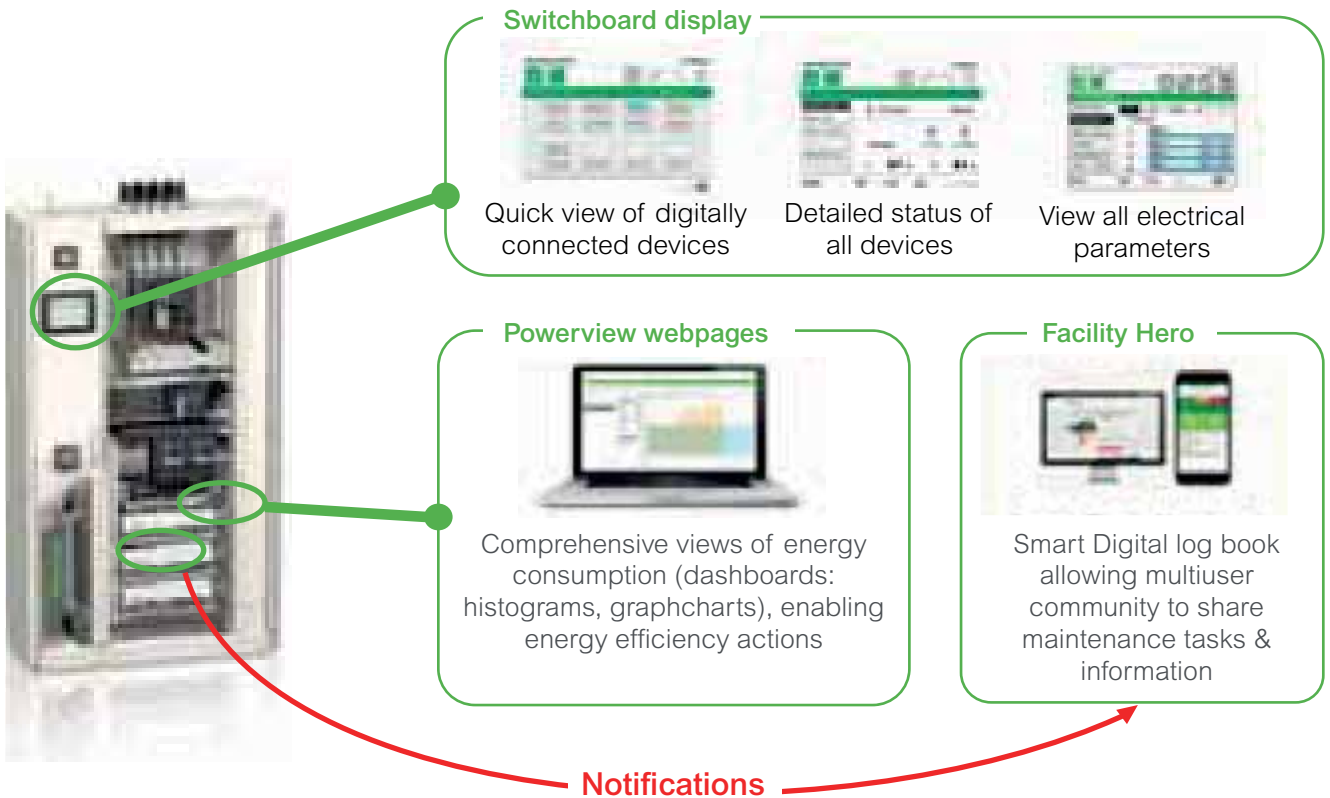 Switchboard display
Quick view of digitally
connected devices
Detailed status of
all devices
View all electrical
parameters
Powerview webpages
Comprehensive views of energy
consumption (dashboards:
histograms, graphcharts), enabling
energy efficiency actions
Facility Hero
Smart Digital log book
allowing multiuser
community to share
maintenance tasks &
information
Notifications